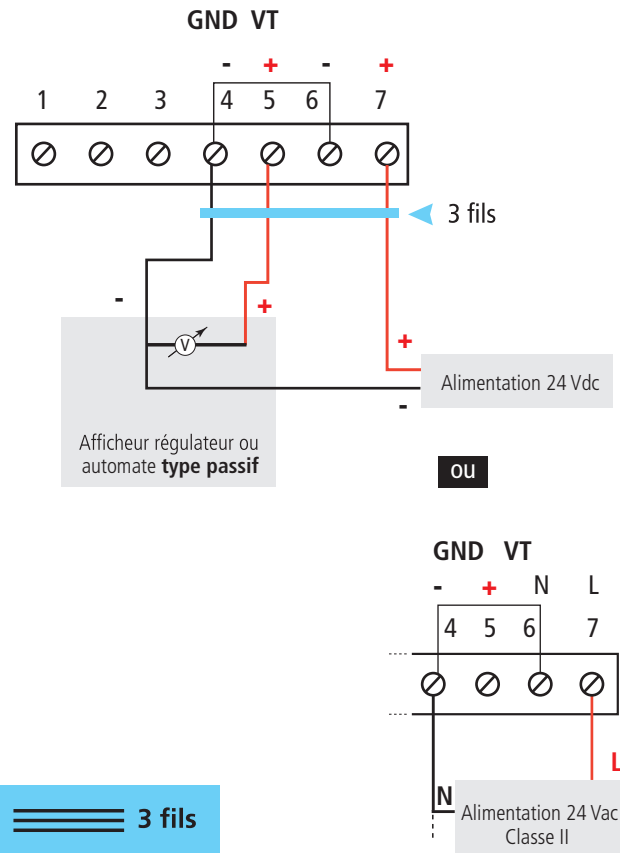 GND VT
- + - +
1 2 3 4 5 6 7
3 fils
-
+
V
+
Alimentation 24 Vdc
-
Afficheur régulateur ou
automate type passif
ou
GND VT
- + N L
4 5 6 7
L
N
Alimentation 24 Vac
Classe II
3 fils